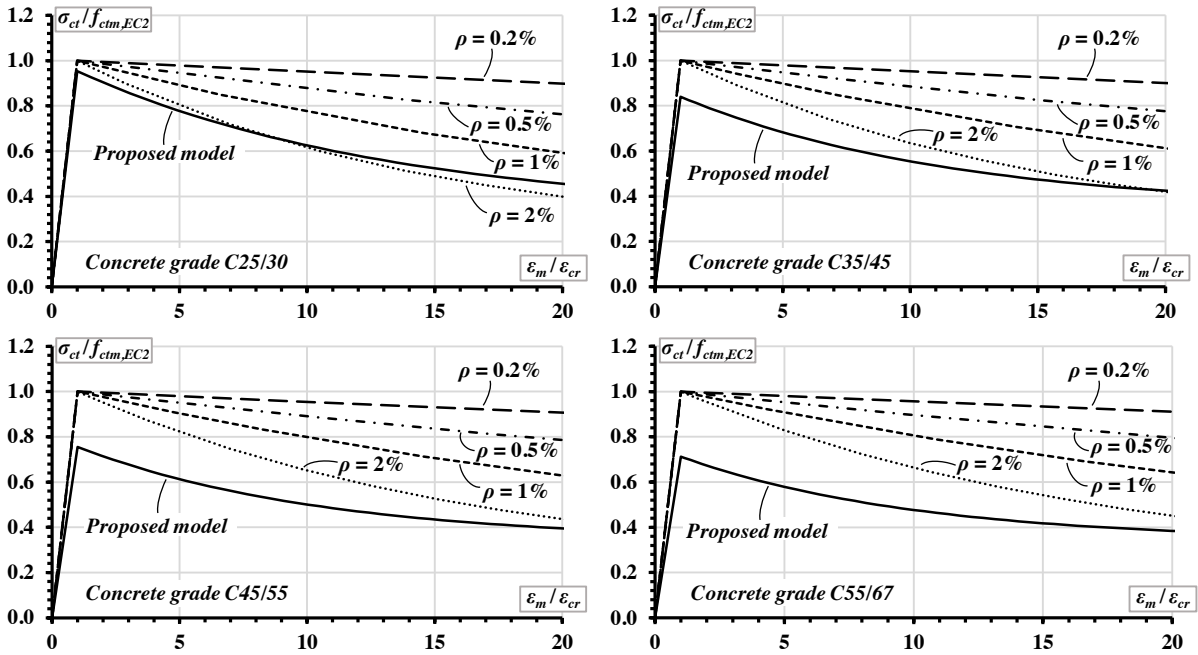 σct/fctm,EC2
1.2
1.0
0.8
0.6
0.4
0.2
0.0
ρ = 0.2%
ρ = 0.5%
ρ = 1%
ρ = 2%
Proposed model
Concrete grade C25/30
εm/εcr
0 5 10 15 20
σct/fctm,EC2
1.2
1.0
0.8
0.6
0.4
0.2
0.0
ρ = 0.2%
ρ = 0.5%
ρ = 2%
ρ = 1%
Proposed model
Concrete grade C35/45
εm/εcr
0 5 10 15 20
σct/fctm,EC2
1.2
1.0
0.8
0.6
0.4
0.2
0.0
ρ = 0.2%
ρ = 0.5%
ρ = 2%
ρ = 1%
Proposed model
Concrete grade C45/55
εm/εcr
0 5 10 15 20
σct/fctm,EC2
1.2
1.0
0.8
0.6
0.4
0.2
0.0
ρ = 0.2%
ρ = 0.5%
ρ = 2%
ρ = 1%
Proposed model
Concrete grade C55/67
εm/εcr
0 5 10 15 20